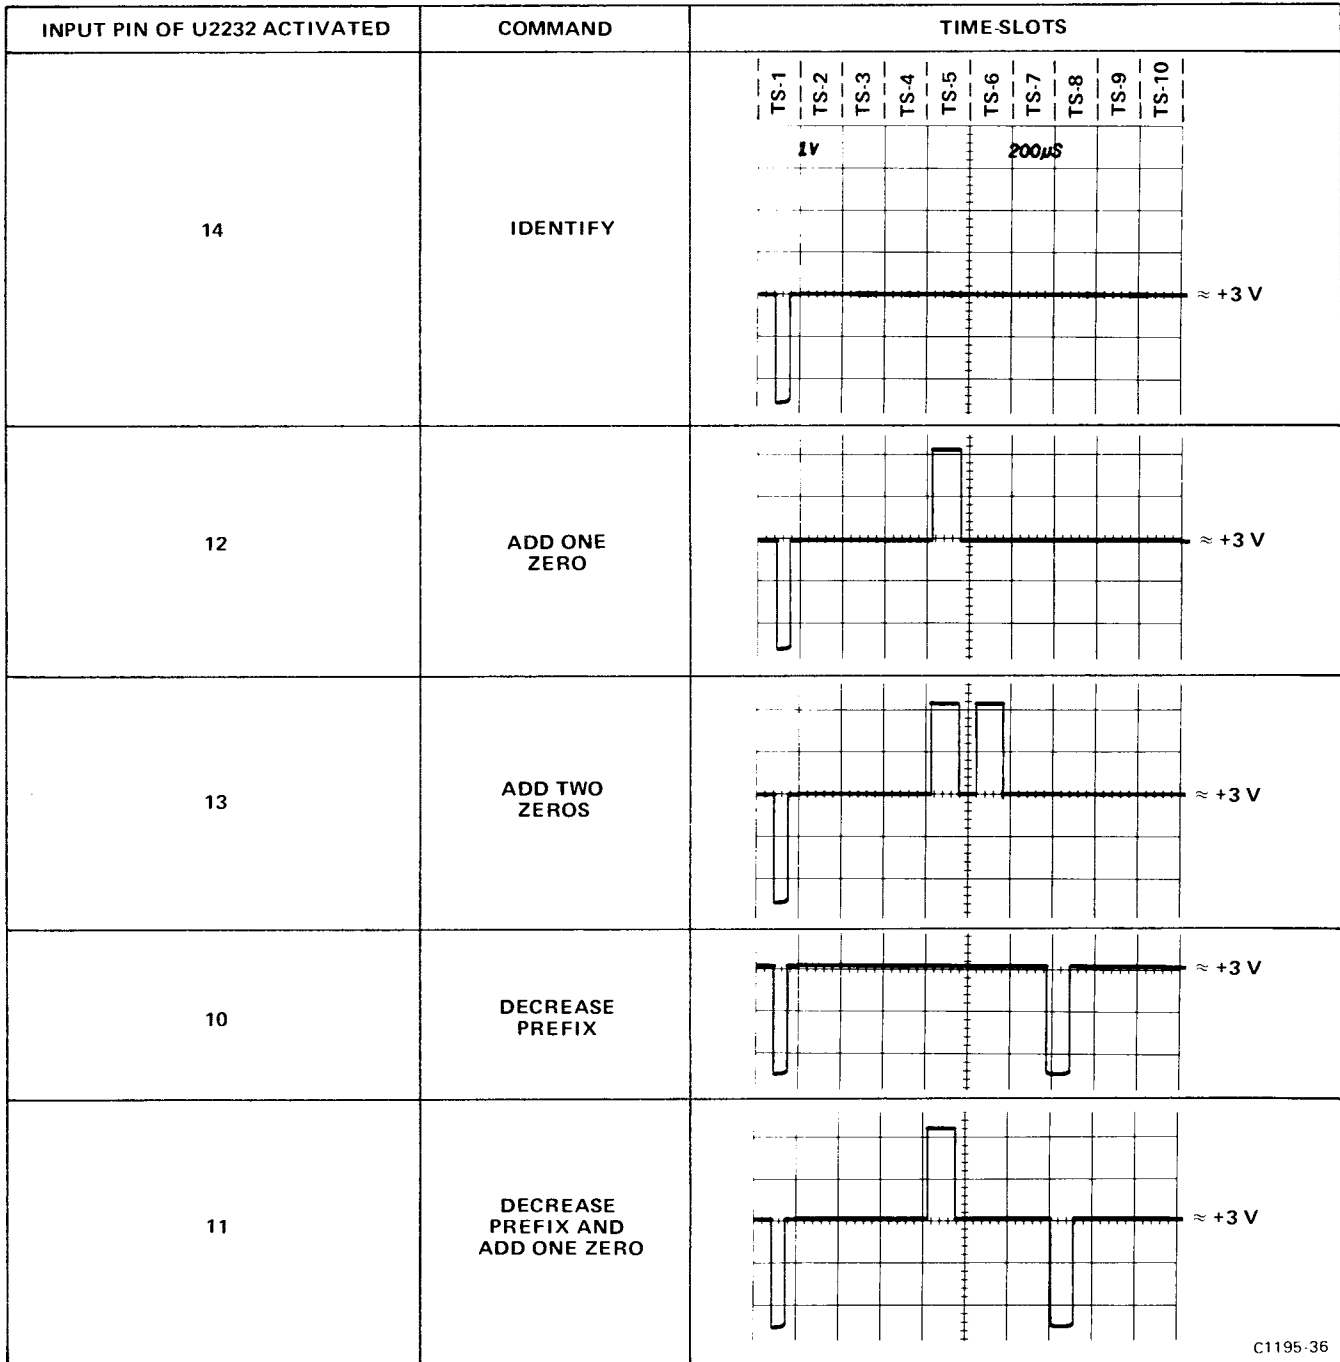 INPUT PIN OF U2232 ACTIVATED
COMMAND
TIME-SLOTS
TS-1
TS-2
TS-3
TS-4
TS-5
TS-6
TS-7
TS-8
TS-9
TS-10
1V
200µS
14
IDENTIFY
≈ +3 V
12
ADD ONE
ZERO
≈ +3 V
13
ADD TWO
ZEROS
≈ +3 V
10
DECREASE
PREFIX
≈ +3 V
11
DECREASE
PREFIX AND
ADD ONE ZERO
≈ +3 V
C1195-36